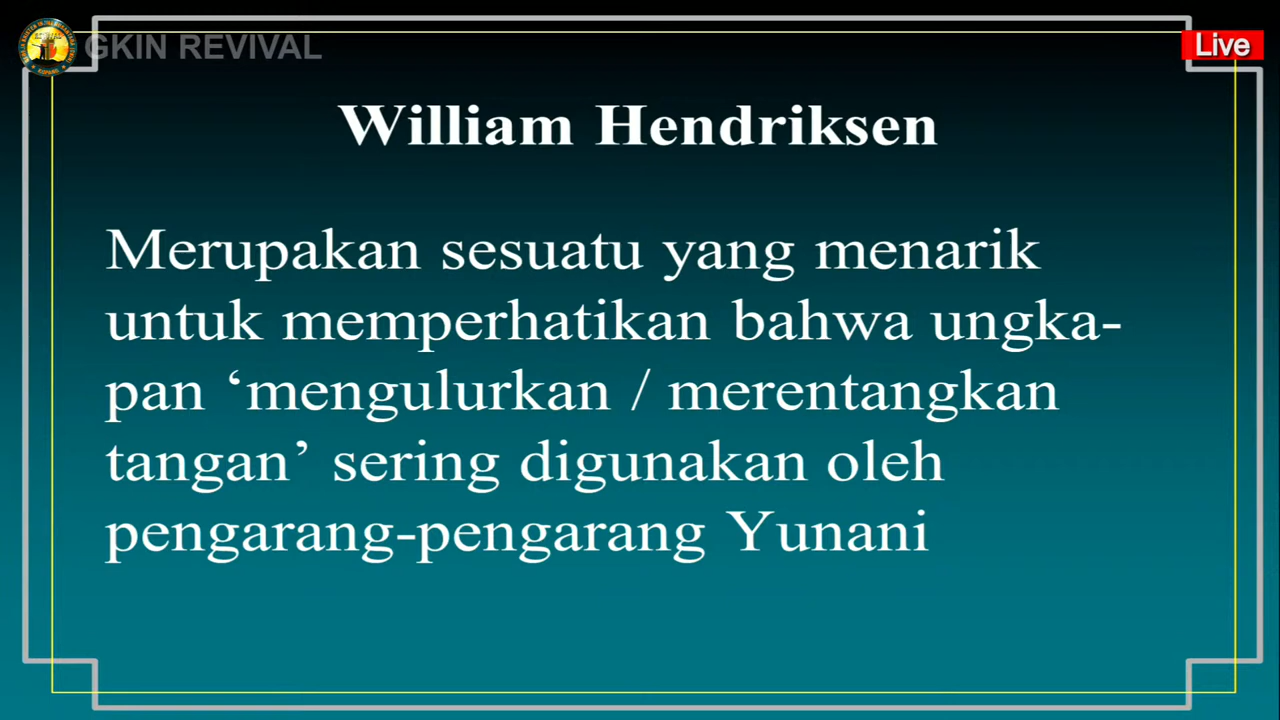 GKIN REVIVAL
Live
William Hendriksen
Merupakan sesuatu yang menarik
untuk memperhatikan bahwa ungka-
pan ‘mengulurkan / merentangkan
tangan’ sering digunakan oleh
pengarang-pengarang Yunani